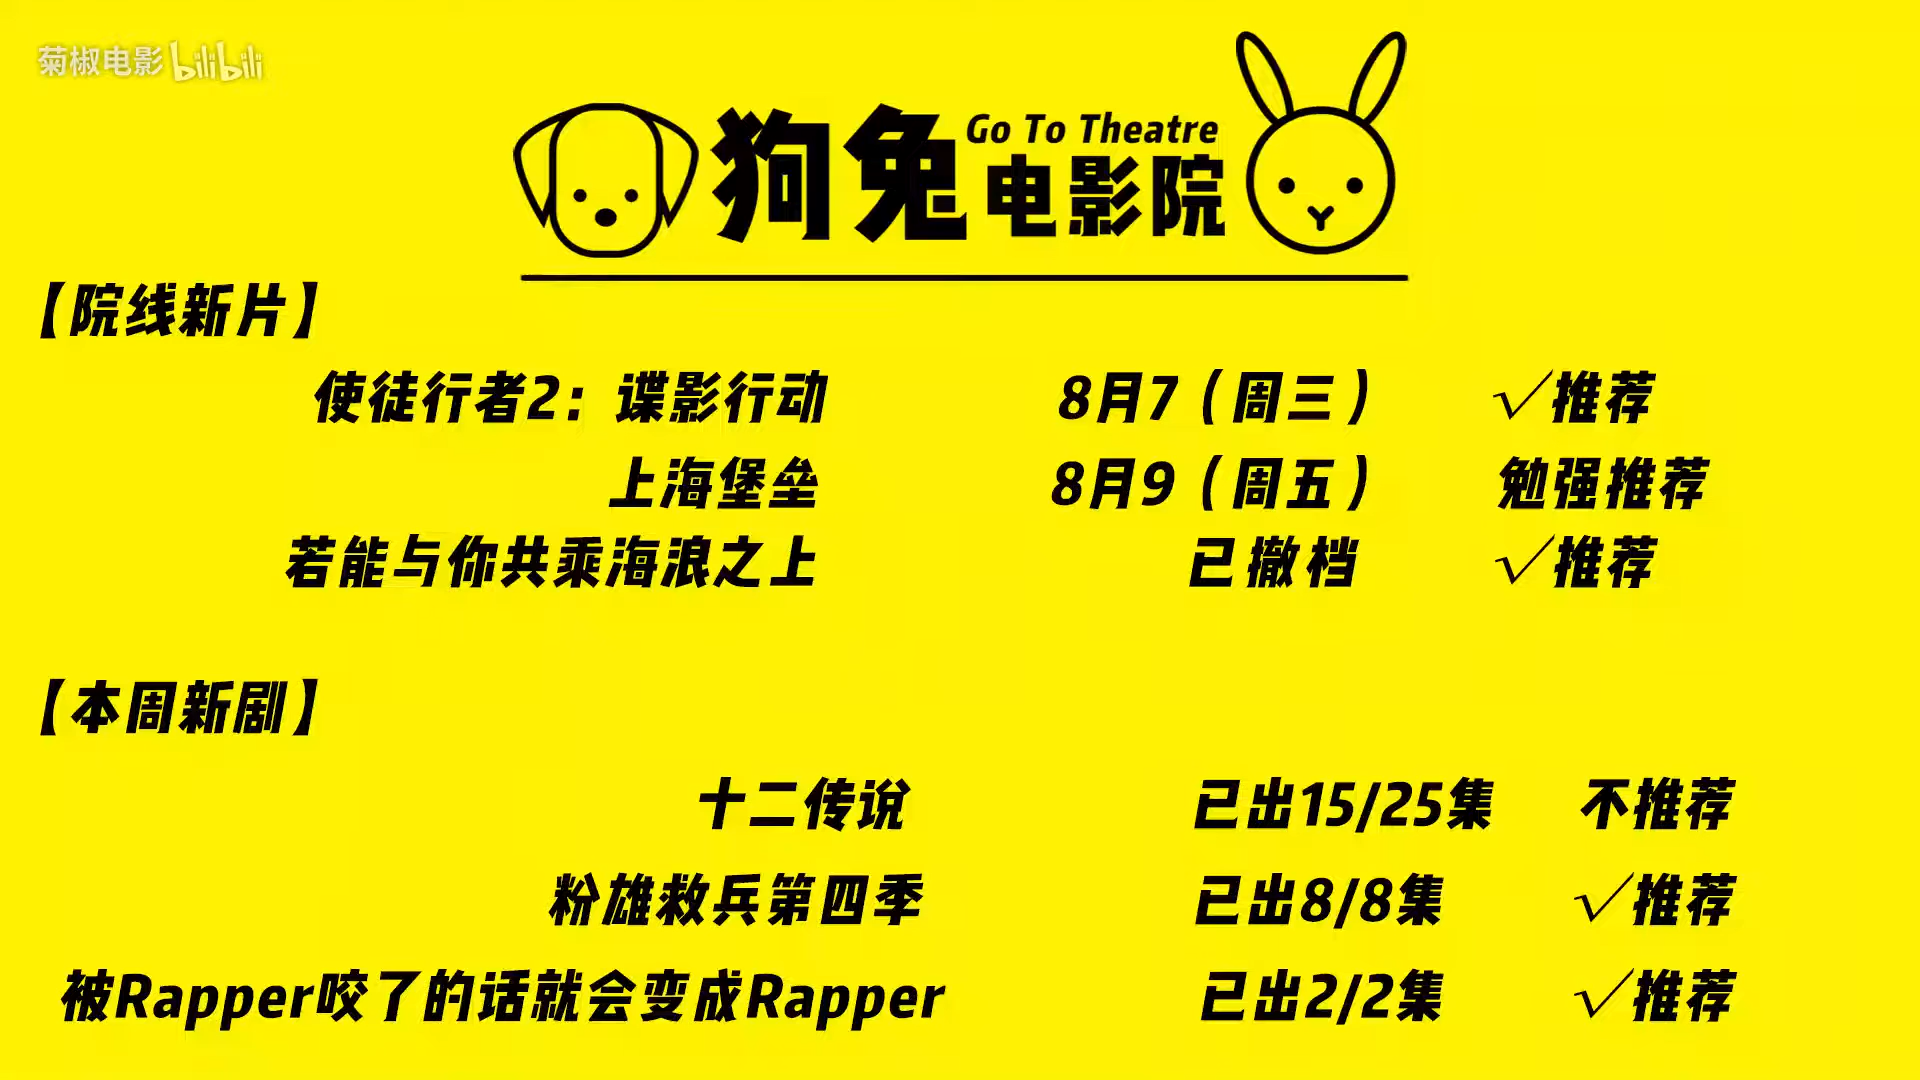 菊椒电影 bilibili
狗兔电影院
Go To Theatre
【院线新片】
使徒行者2：谍影行动 8月7（周三） √推荐
上海堡垒 8月9（周五） 勉强推荐
若能与你共乘海浪之上 已撤档 √推荐
【本周新剧】
十二传说 已出15/25集 不推荐
粉雄救兵第四季 已出8/8集 √推荐
被Rapper咬了的话就会变成Rapper 已出2/2集 √推荐